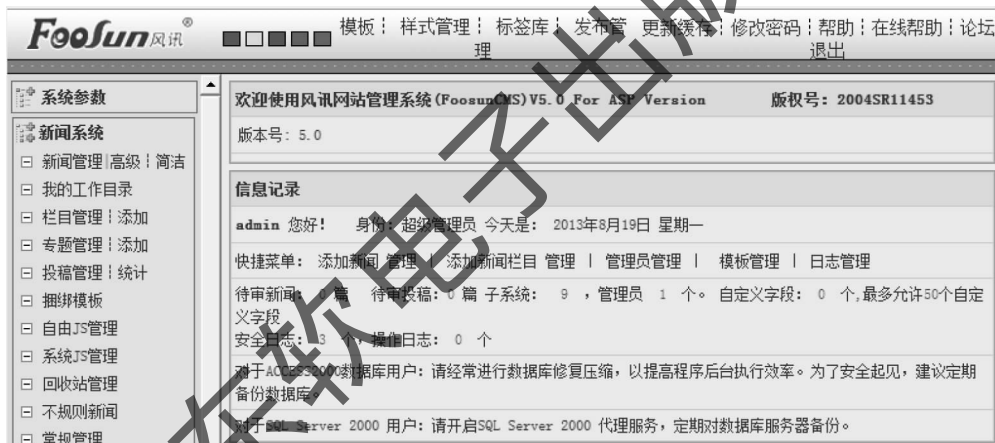 FooSun风讯®
模板┆ 样式管理┆ 标签库┆ 发布管理
更新缓存┆修改密码┆帮助┆在线帮助┆论坛
退出
系统参数
新闻系统
新闻管理|高级┆简洁
我的工作目录
栏目管理┆添加
专题管理┆添加
投稿管理┆统计
捆绑模板
自由JS管理
系统JS管理
回收站管理
不规则新闻
常规管理
欢迎使用风讯网站管理系统(FoosunCMS)V5.0 For ASP Version 版权号: 2004SR11453
版本号: 5.0
信息记录
admin 您好! 身份: 超级管理员 今天是: 2013年8月19日 星期一
快捷菜单: 添加新闻 管理 | 添加新闻栏目 管理 | 管理员管理 | 模板管理 | 日志管理
待审新闻: 0 篇 待审投稿: 0 篇 子系统: 9 ,管理员 1 个。 自定义字段: 0 个,最多允许50个自定
义字段
安全日志: 3 个,操作日志: 0 个
对于ACCESS2000数据库用户: 请经常进行数据库修复压缩, 以提高程序后台执行效率。为了安全起见, 建议定期
备份数据库。
对于SQL Server 2000 用户: 请开启SQL Server 2000 代理服务, 定期对数据库服务器备份。
在软电子出版